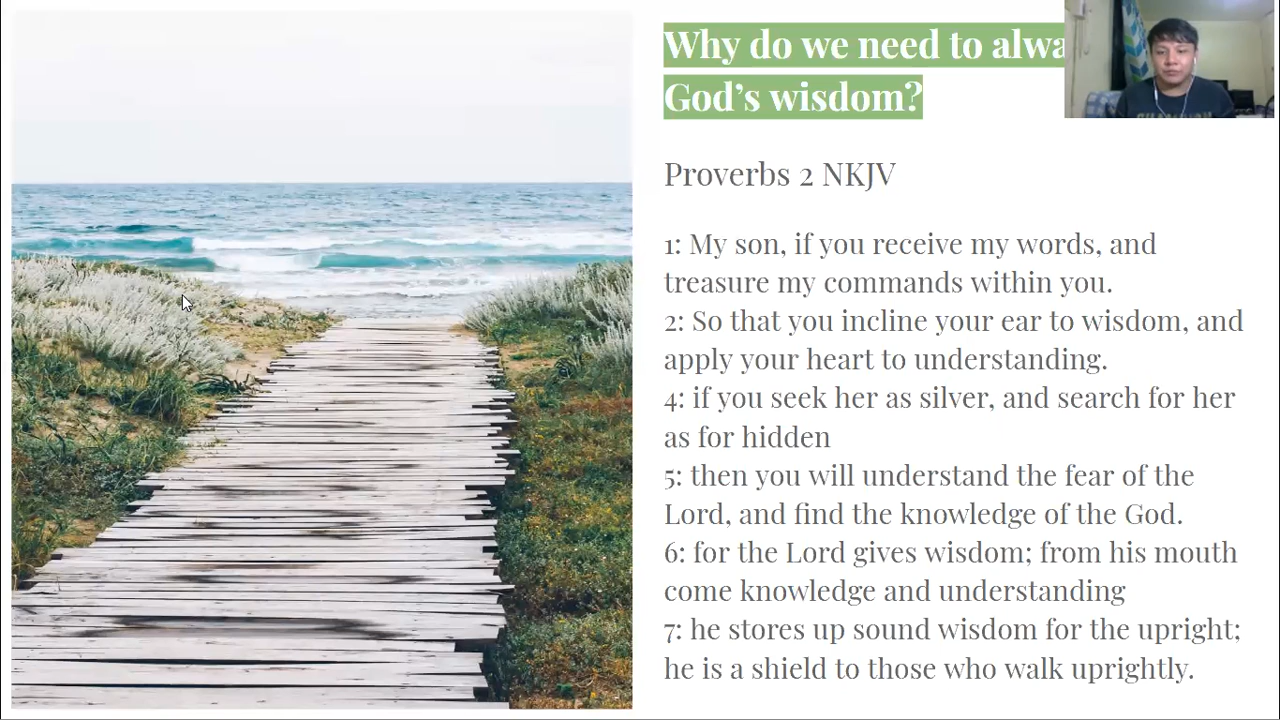 Why do we need to alwa
God's wisdom?
Proverbs 2 NKJV
1: My son, if you receive my words, and
treasure my commands within you.
2: So that you incline your ear to wisdom, and
apply your heart to understanding.
4: if you seek her as silver, and search for her
as for hidden
5: then you will understand the fear of the
Lord, and find the knowledge of the God.
6: for the Lord gives wisdom; from his mouth
come knowledge and understanding
7: he stores up sound wisdom for the upright;
he is a shield to those who walk uprightly.